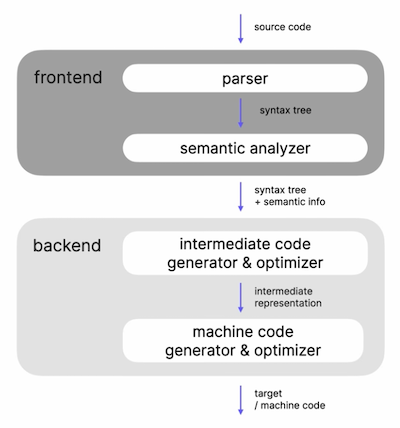 source code
frontend
parser
syntax tree
semantic analyzer
syntax tree
+ semantic info
backend
intermediate code
generator & optimizer
intermediate
representation
machine code
generator & optimizer
target
/ machine code